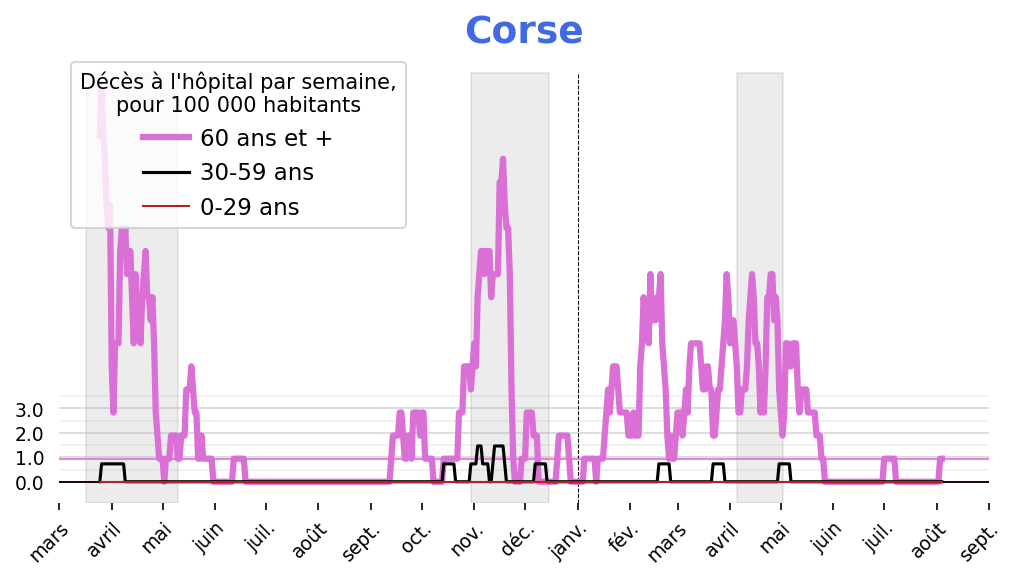 Corse
Décès à l'hôpital par semaine,
pour 100 000 habitants
60 ans et +
30-59 ans
0-29 ans
3.0
2.0
1.0
0.0
mars avril mai juin juil. août sept. oct. nov. déc. janv. fév. mars avril mai juin juil. août sept.